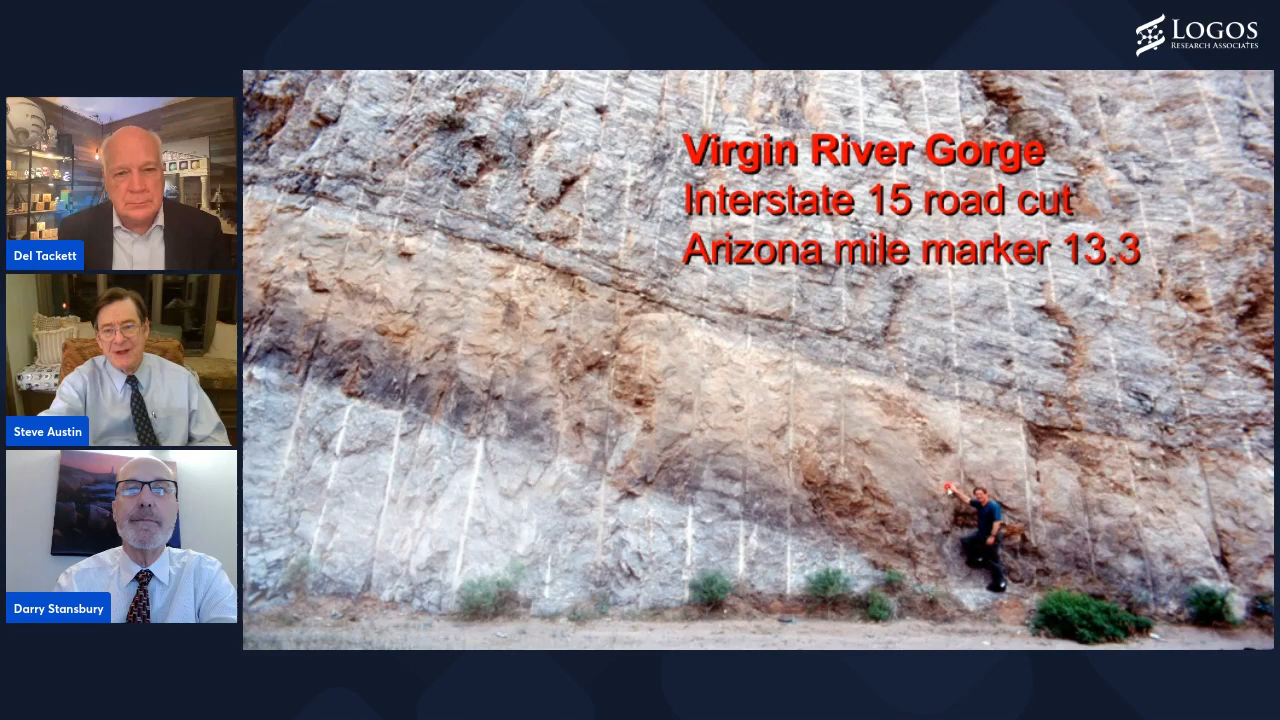 LOGOS
RESEARCH ASSOCIATES
Virgin River Gorge
Interstate 15 road cut
Arizona mile marker 13.3
Del Tackett
Steve Austin
Darry Stansbury